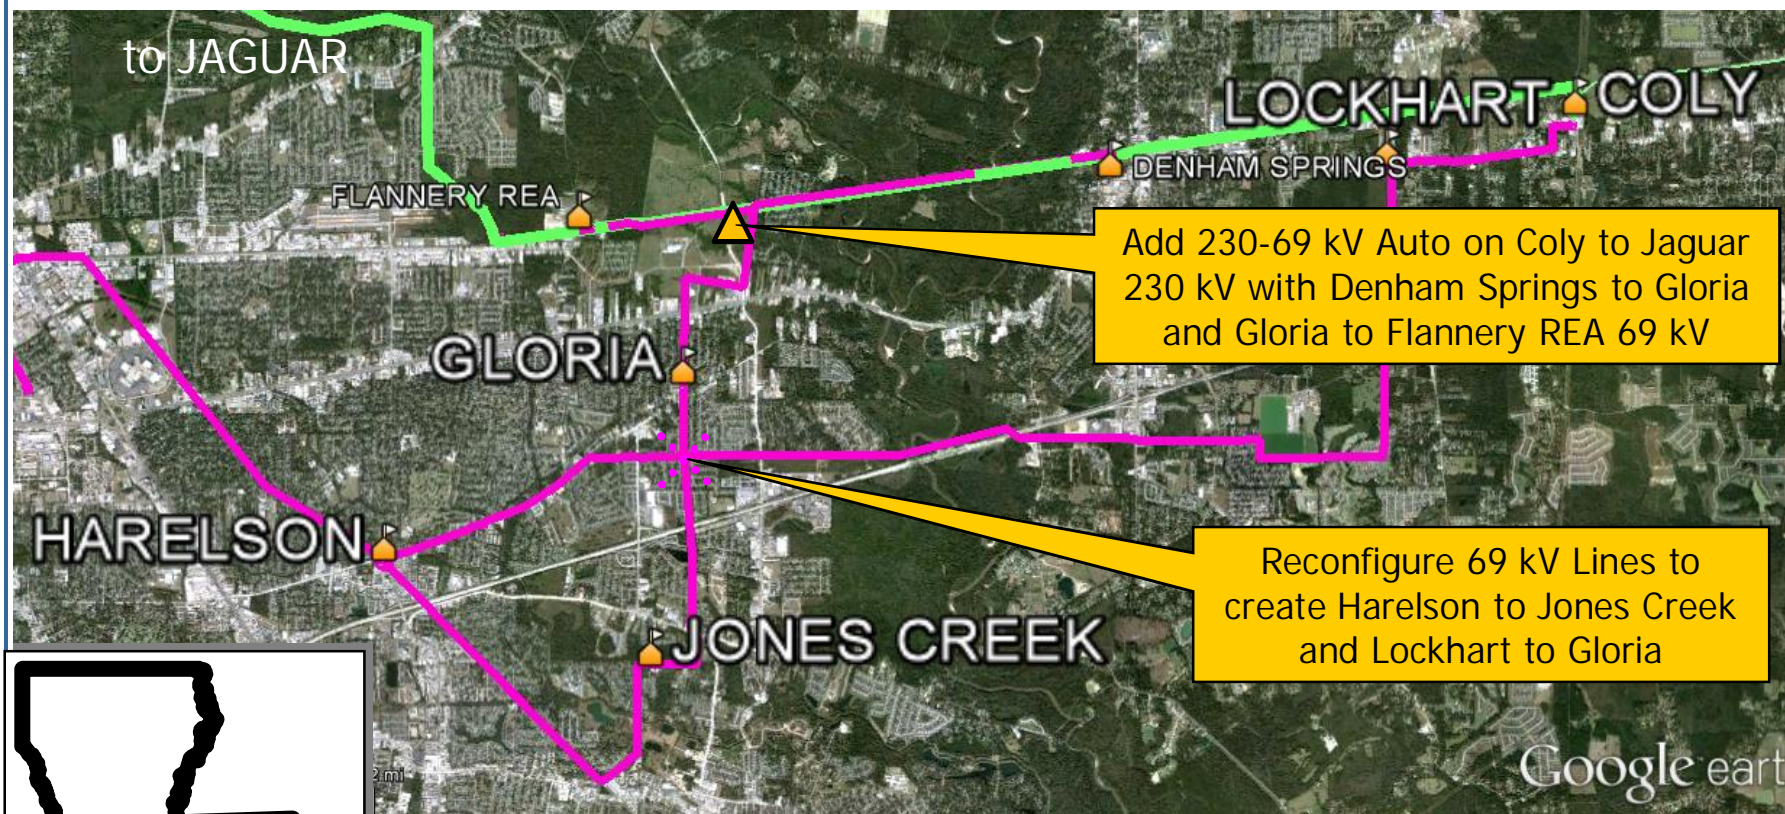 to JAGUAR
LOCKHART
COLY
DENHAM SPRINGS
FLANNERY REA
Add 230-69 kV Auto on Coly to Jaguar
230 kV with Denham Springs to Gloria
and Gloria to Flannery REA 69 kV
GLORIA
HARELSON
Reconfigure 69 kV Lines to
create Harelson to Jones Creek
and Lockhart to Gloria
JONES CREEK
2 mi
Google eart